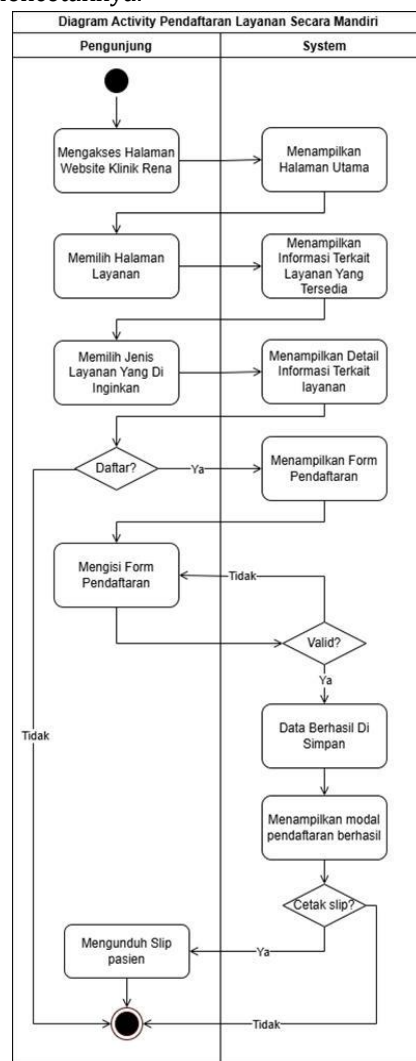 Diagram Activity Pendaftaran Layanan Secara Mandiri
Pengunjung
System
Mengakses Halaman
Website Klinik Rena
Menampilkan
Halaman Utama
Memilih Halaman
Layanan
Menampilkan
Informasi Terkait
Layanan Yang
Tersedia
Memilih Jenis
Layanan Yang Di
Inginkan
Menampilkan Detail
Informasi Terkait
layanan
Daftar?
Ya
Menampilkan Form
Pendaftaran
Mengisi Form
Pendaftaran
Tidak
Valid?
Ya
Tidak
Data Berhasil Di
Simpan
Menampilkan modal
pendaftaran berhasil
Cetak slip?
Mengunduh Slip
pasien
Ya
Tidak